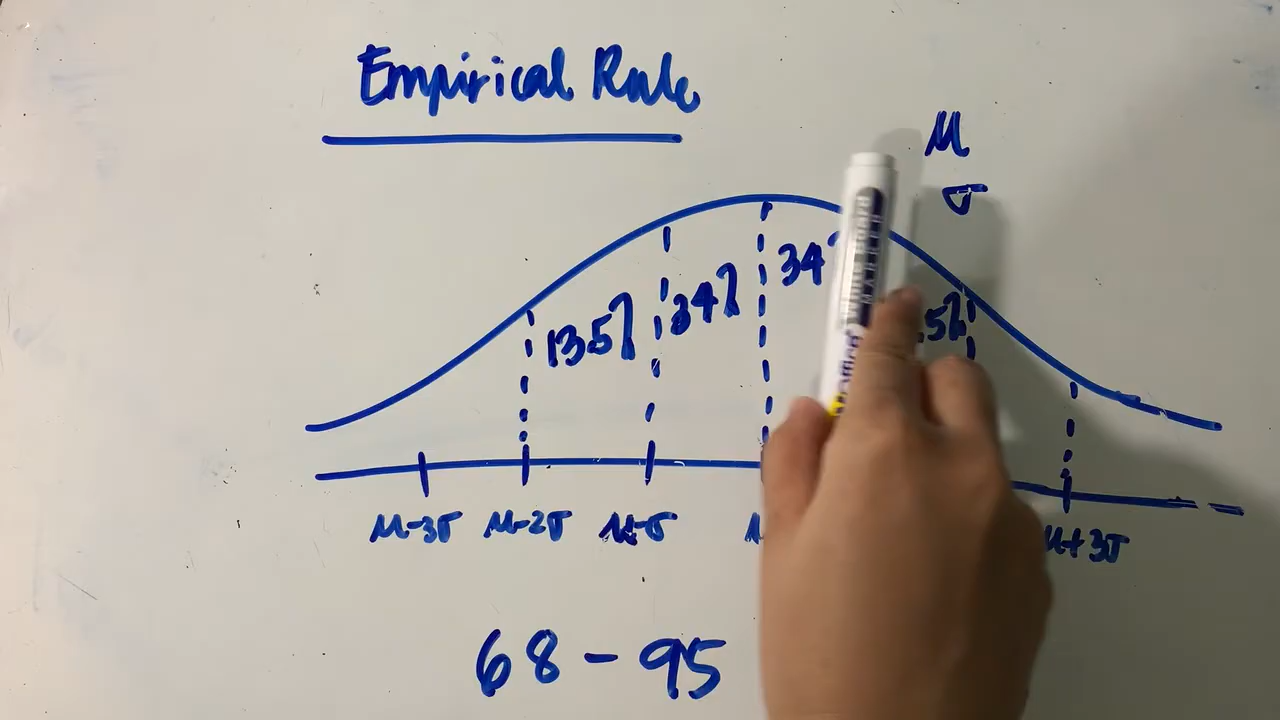 Empirical Rule
μ
σ
13.5% 34% 34 .5%
μ-3σ μ-2σ μ-σ μ+3σ
68 - 95